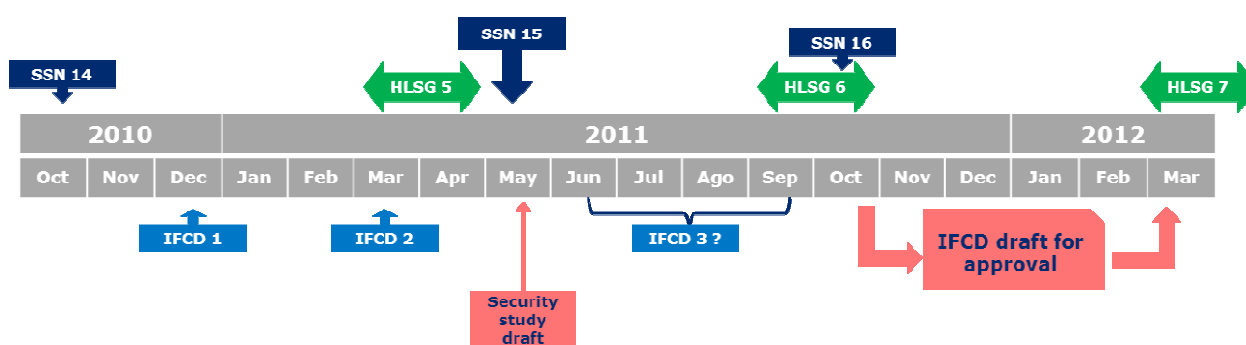 SSN 14
SSN 15
SSN 16
HLSG 5
HLSG 6
HLSG 7
2010
2011
2012
Oct
Nov
Dec
Jan
Feb
Mar
Apr
May
Jun
Jul
Ago
Sep
Oct
Nov
Dec
Jan
Feb
Mar
IFCD 1
IFCD 2
IFCD 3 ?
IFCD draft for
approval
Security
study
draft